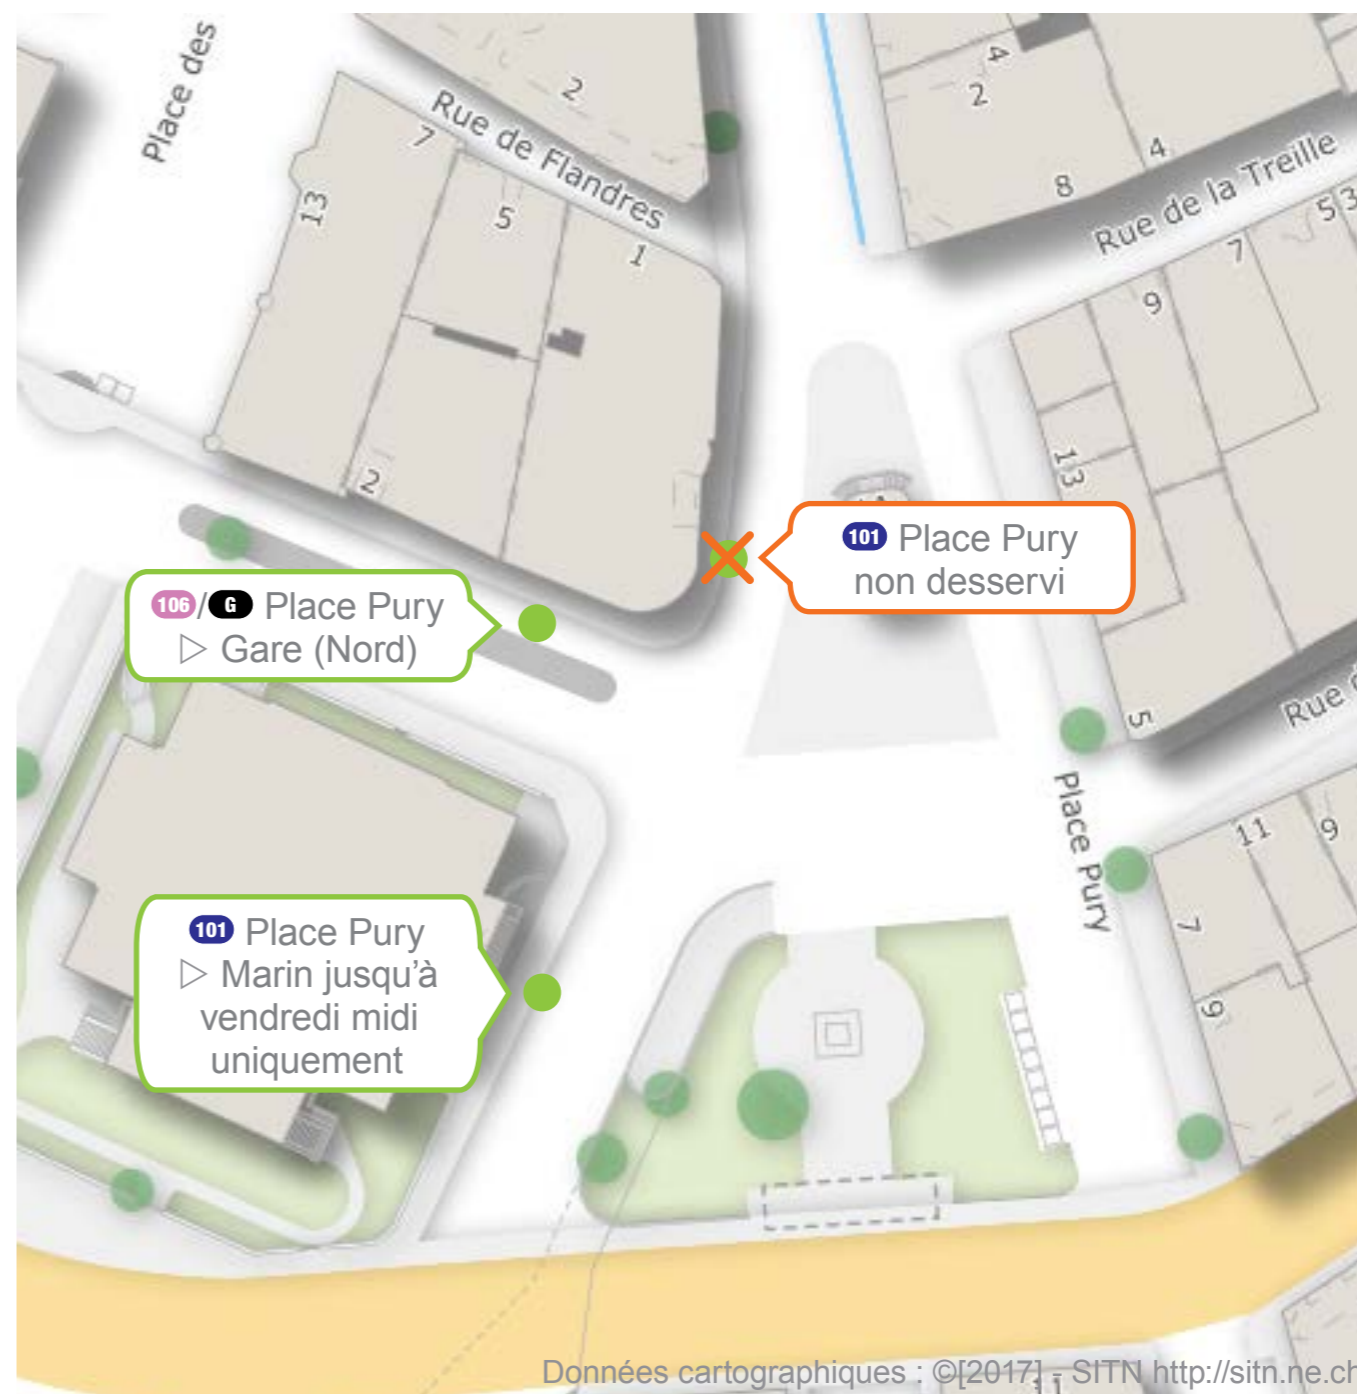 Place des
2
Rue de Flandres
7
5
1
13
2
4
2
8
4
Rue de la Treille
5
3
7
9
13
101 Place Pury
non desservi
106/G Place Pury
▷ Gare (Nord)
5
Rue
Place Pury
11
9
7
9
101 Place Pury
▷ Marin jusqu'à
vendredi midi
uniquement
Données cartographiques : ©[2017] - SITN http://sitn.ne.ch
11